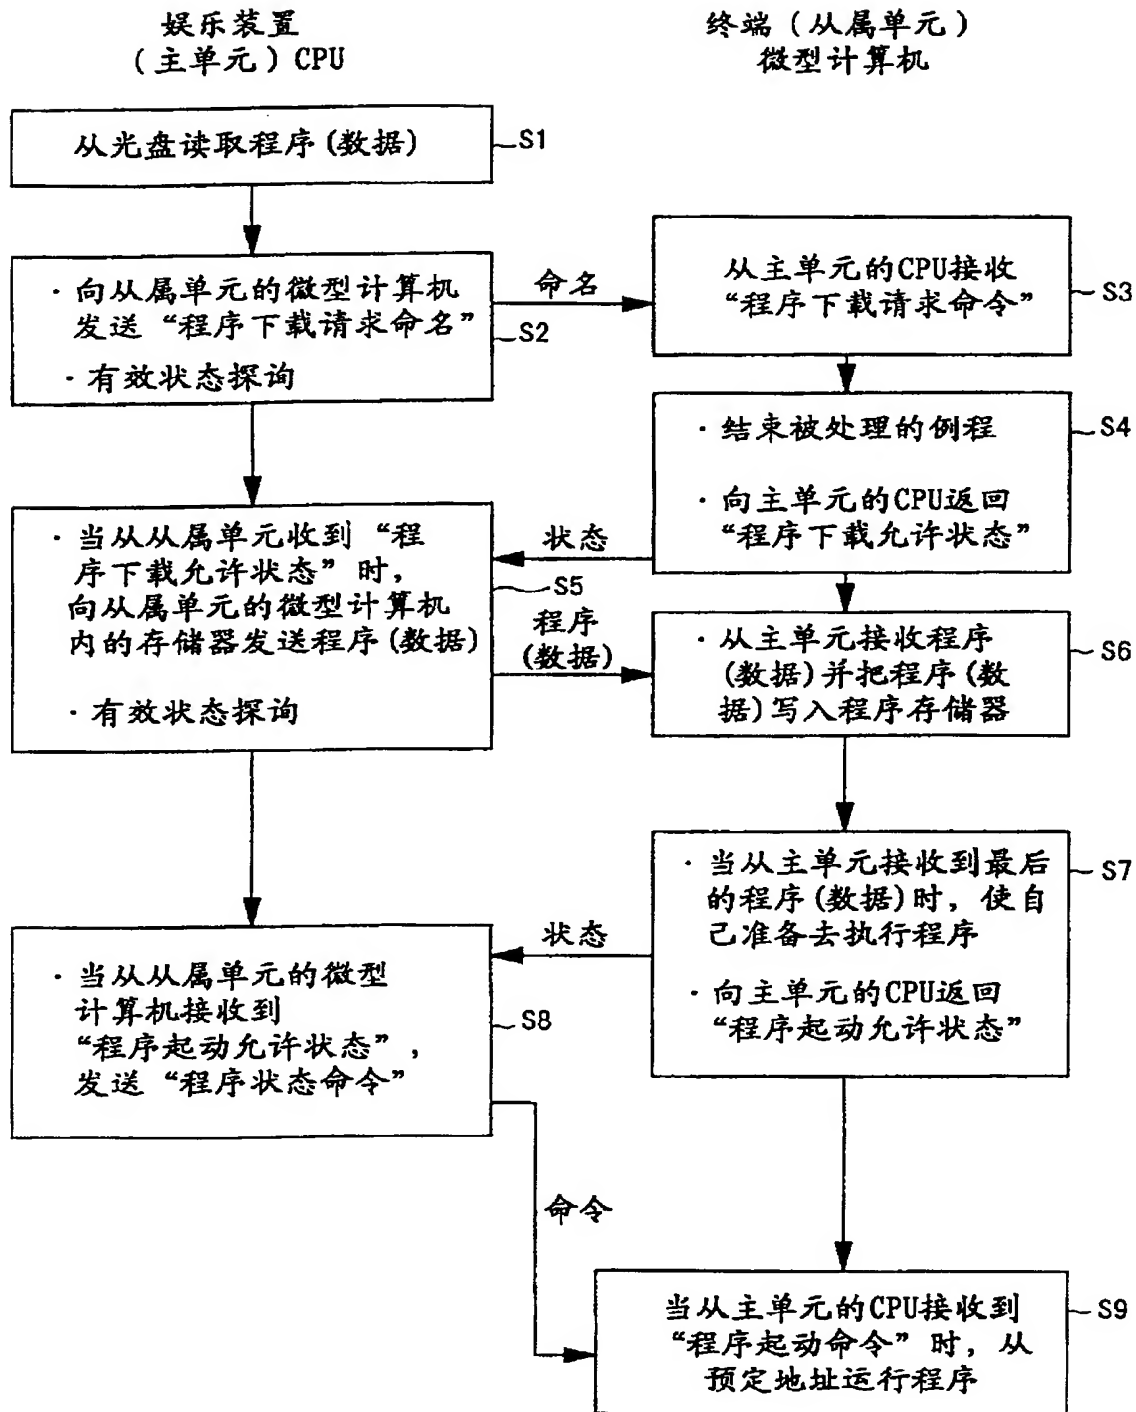 娱乐装置
(主单元) CPU
终端 (从属单元)
微型计算机
从光盘读取程序(数据)
S1
·向从属单元的微型计算机
发送“程序下载请求命名”
·有效状态探询
S2
命名
从主单元的CPU接收
“程序下载请求命令”
S3
·结束被处理的例程
·向主单元的CPU返回
“程序下载允许状态”
S4
状态
·当从从属单元收到“程
序下载允许状态”时,
向从属单元的微型计算机
内的存储器发送程序(数据)
·有效状态探询
S5
程序
(数据)
·从主单元接收程序
(数据)并把程序(数
据)写入程序存储器
S6
·当从主单元接收到最后
的程序(数据)时, 使自
己准备去执行程序
·向主单元的CPU返回
“程序起动允许状态”
S7
状态
·当从从属单元的微型
计算机接收到
“程序起动允许状态”,
发送“程序状态命令”
S8
命令
当从主单元的CPU接收到
“程序起动命令”时, 从
预定地址运行程序
S9